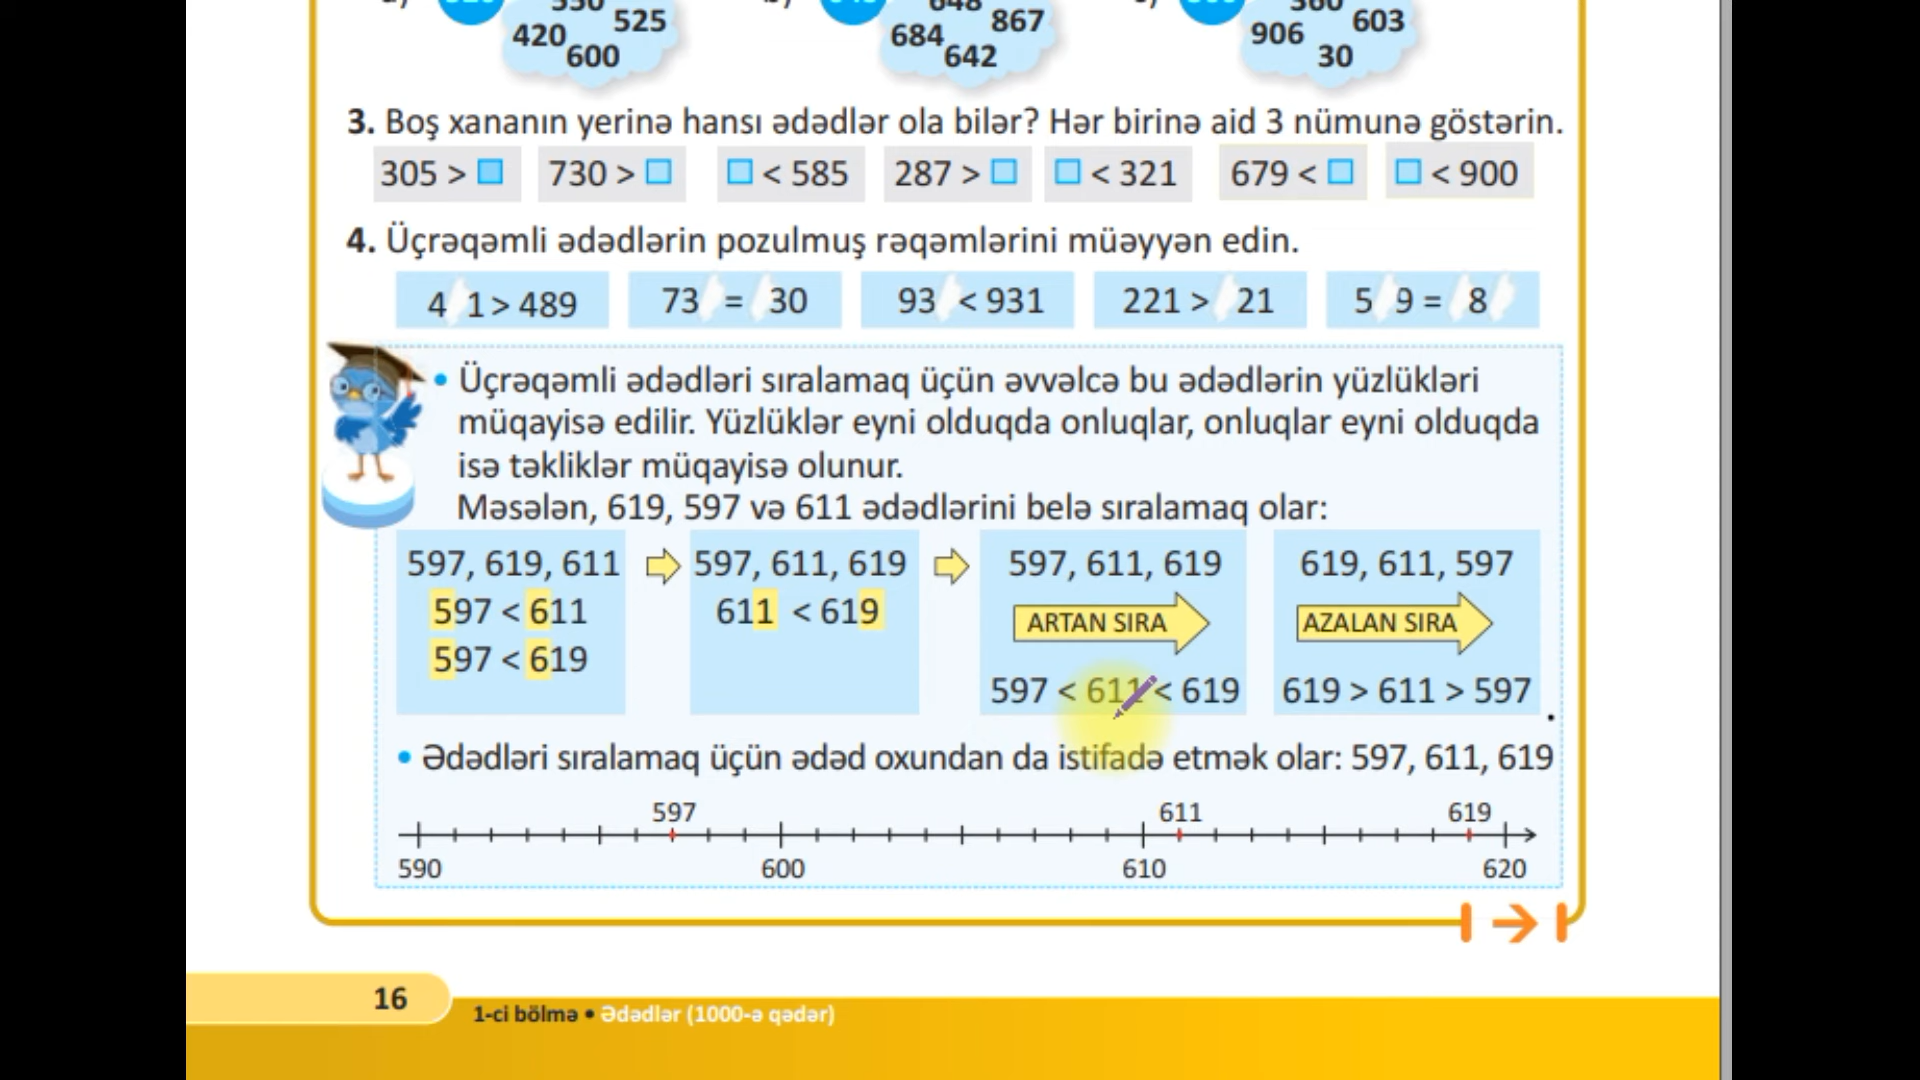 525
420
600
867
684
642
603
906
30
3. Boş xananın yerinə hansı ədədlər ola bilər? Hər birinə aid 3 nümunə göstərin.
305 > □ 730 > □ □ < 585 287 > □ □ < 321 679 < □ □ < 900
4. Üçrəqəmli ədədlərin pozulmuş rəqəmlərini müəyyən edin.
4 1 > 489 73 = 30 93 < 931 221 > 21 5 9 = 8
• Üçrəqəmli ədədləri sıralamaq üçün əvvəlcə bu ədədlərin yüzlükləri
müqayisə edilir. Yüzlüklər eyni olduqda onluqlar, onluqlar eyni olduqda
isə təkliklər müqayisə olunur.
Məsələn, 619, 597 və 611 ədədlərini belə sıralamaq olar:
597, 619, 611
597 < 611
597 < 619
597, 611, 619
611 < 619
597, 611, 619
ARTAN SIRA
597 < 611 < 619
619, 611, 597
AZALAN SIRA
619 > 611 > 597
.
• Ədədləri sıralamaq üçün ədəd oxundan da istifadə etmək olar: 597, 611, 619
597 611 619
590 600 610 620
16
1-ci bölmə • Ədədlər (1000-ə qədər)